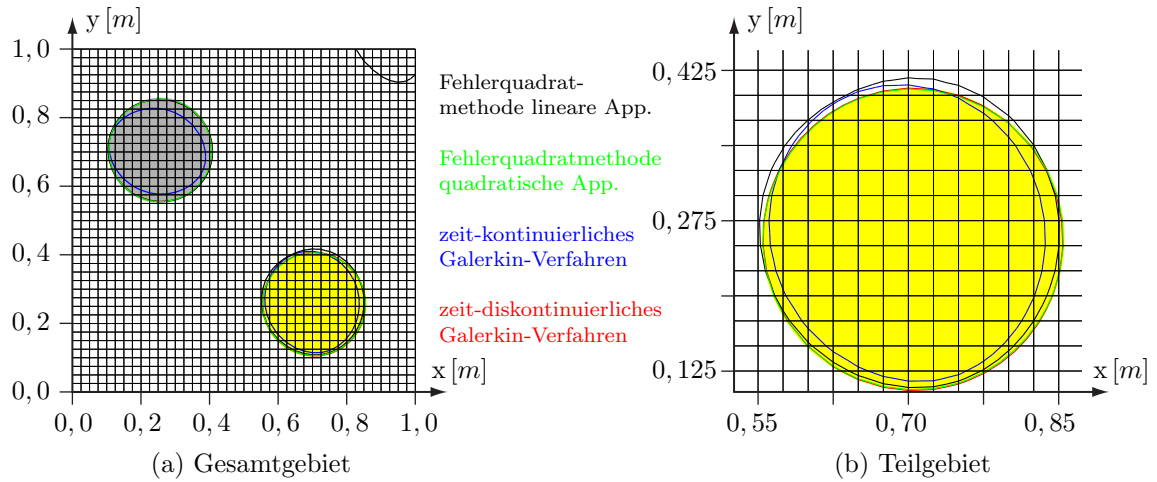 y [m]
1, 0
0, 8
0, 6
0, 4
0, 2
0, 0
0, 0
0, 2
0, 4
0, 6
0, 8
1, 0
x [m]
(a) Gesamtgebiet
Fehlerquadrat-
methode lineare App.
Fehlerquadratmethode
quadratische App.
zeit-kontinuierliches
Galerkin-Verfahren
zeit-diskontinuierliches
Galerkin-Verfahren
y [m]
0, 425
0, 275
0, 125
0, 55
0, 70
0, 85
x [m]
(b) Teilgebiet